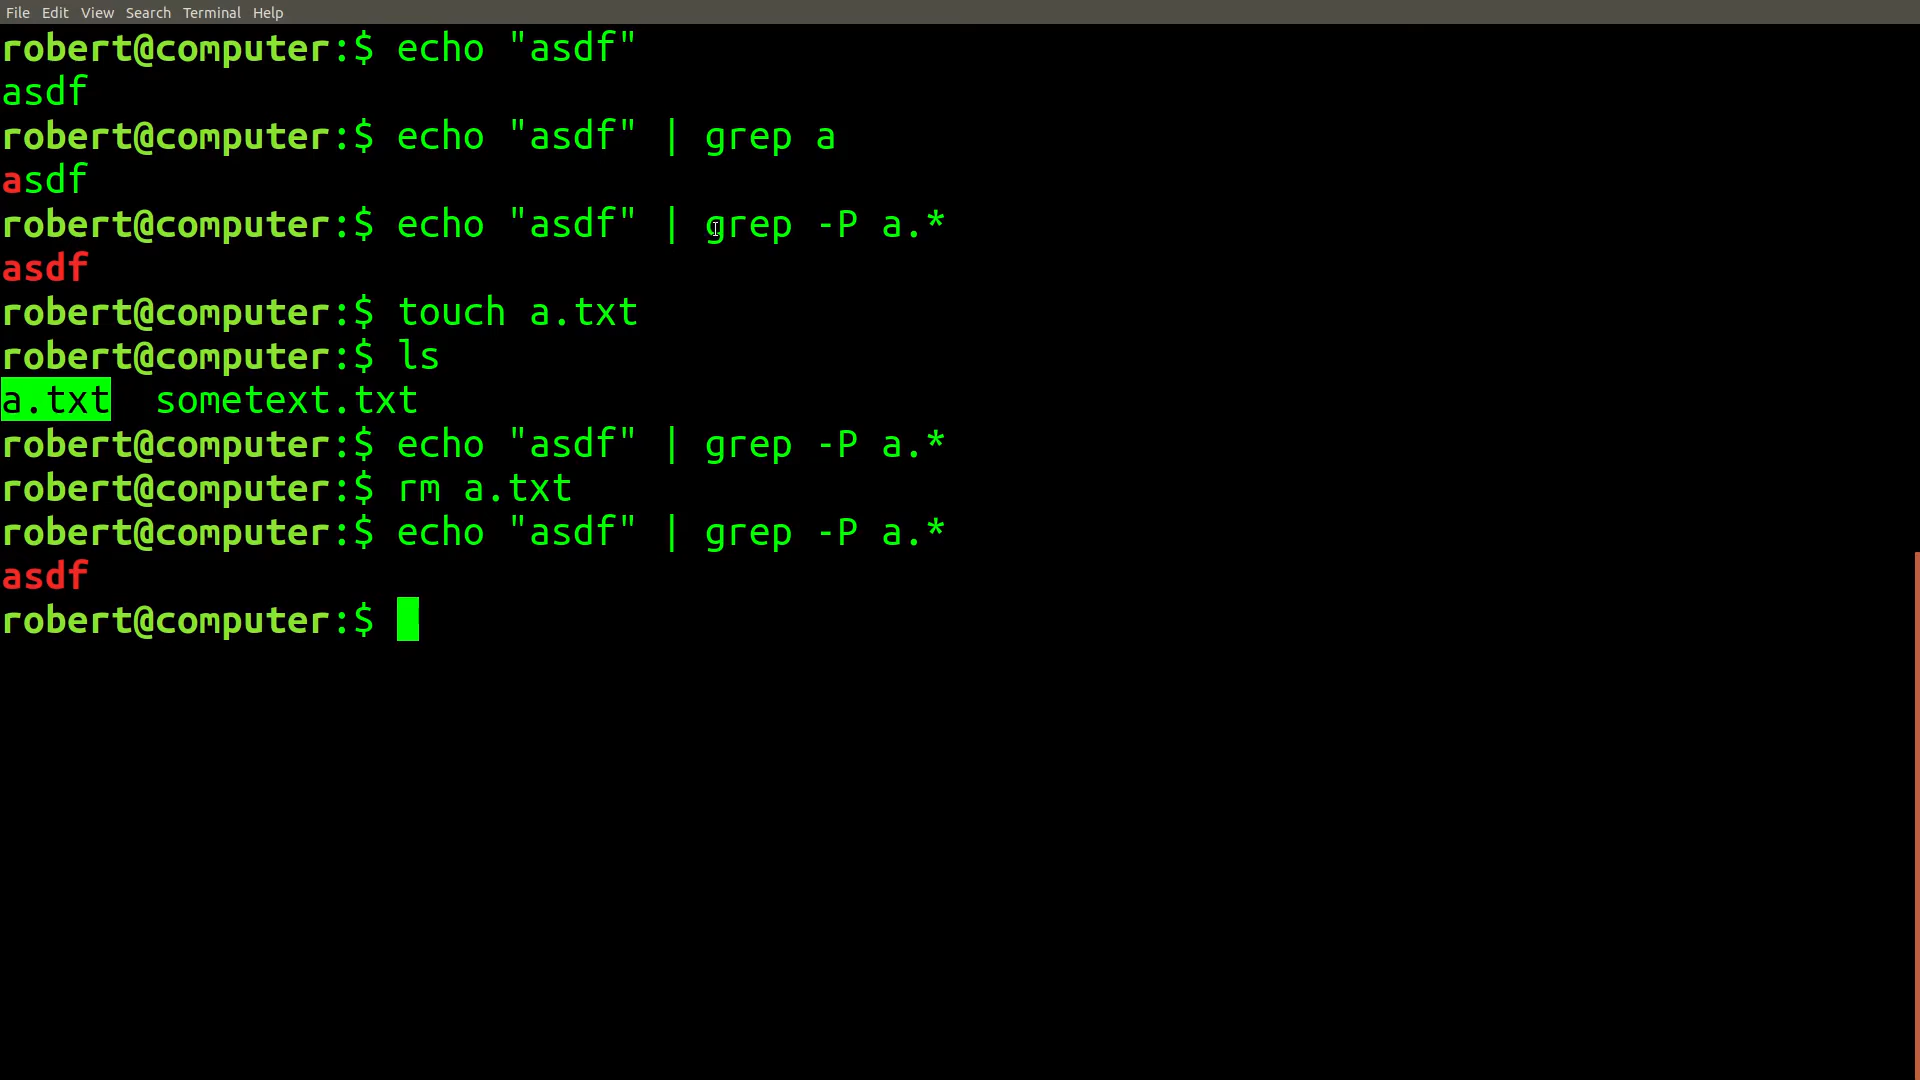 File Edit View Search Terminal Help
robert@computer:$ echo "asdf"
asdf
robert@computer:$ echo "asdf" | grep a
asdf
robert@computer:$ echo "asdf" | grep -P a.*
asdf
robert@computer:$ touch a.txt
robert@computer:$ ls
a.txt  sometext.txt
robert@computer:$ echo "asdf" | grep -P a.*
robert@computer:$ rm a.txt
robert@computer:$ echo "asdf" | grep -P a.*
asdf
robert@computer:$